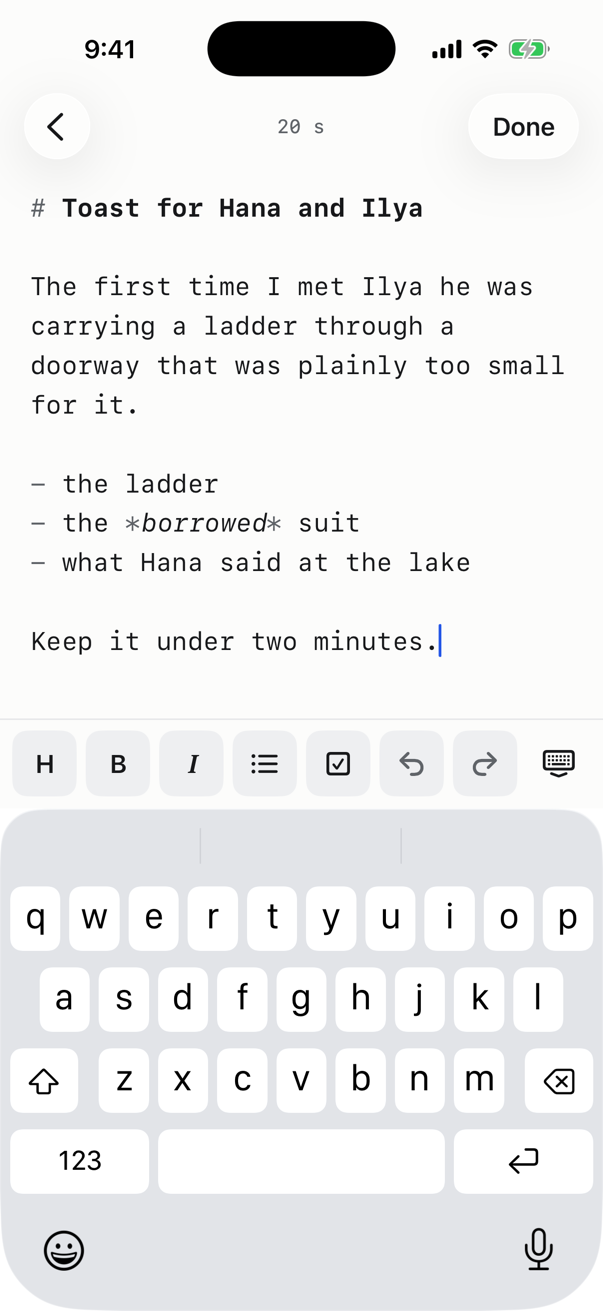 9:41
20 s
Done
# Toast for Hana and Ilya
The first time I met Ilya he was
carrying a ladder through a
doorway that was plainly too small
for it.
– the ladder
– the *borrowed* suit
– what Hana said at the lake
Keep it under two minutes.
H B I
q w e r t y u i o p
a s d f g h j k l
z x c v b n m
123